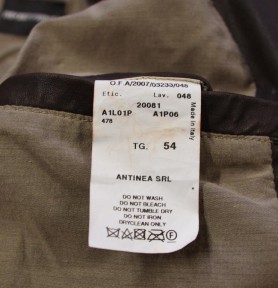 O.F A/2007/03233/048
Etic. Lav. 048
20081
A1L01P A1P06
478
Made in Italy
TG. 54
ANTINEA SRL
DO NOT WASH
DO NOT BLEACH
DO NOT TUMBLE DRY
DO NOT IRON
DRYCLEAN ONLY
F